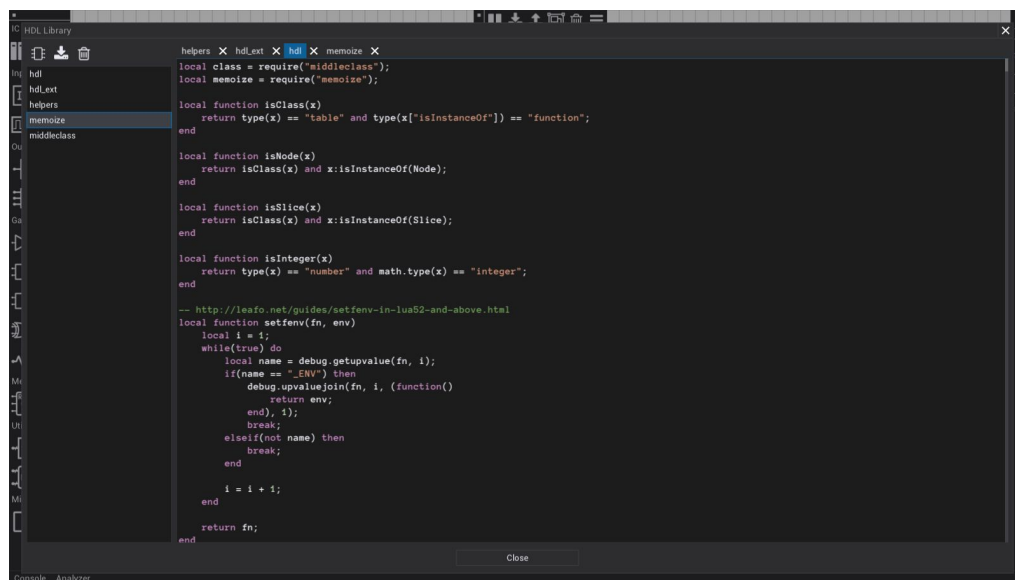 IC
HDL Library
helpers hdl_ext hdl memoize
hdl
hdl_ext
helpers
memoize
middleclass
local class = require("middleclass");
local memoize = require("memoize");
local function isClass(x)
return type(x) == "table" and type(x["isInstanceOf"]) == "function";
end
local function isNode(x)
return isClass(x) and x:isInstanceOf(Node);
end
local function isSlice(x)
return isClass(x) and x:isInstanceOf(Slice);
end
local function isInteger(x)
return type(x) == "number" and math.type(x) == "integer";
end
-- http://leafo.net/guides/setfenv-in-lua52-and-above.html
local function setfenv(fn, env)
local i = 1;
while(true) do
local name = debug.getupvalue(fn, i);
if(name == "_ENV") then
debug.upvaluejoin(fn, i, (function()
return env;
end), 1);
break;
elseif(not name) then
break;
end
i = i + 1;
end
return fn;
end
Close
Console Analyzer